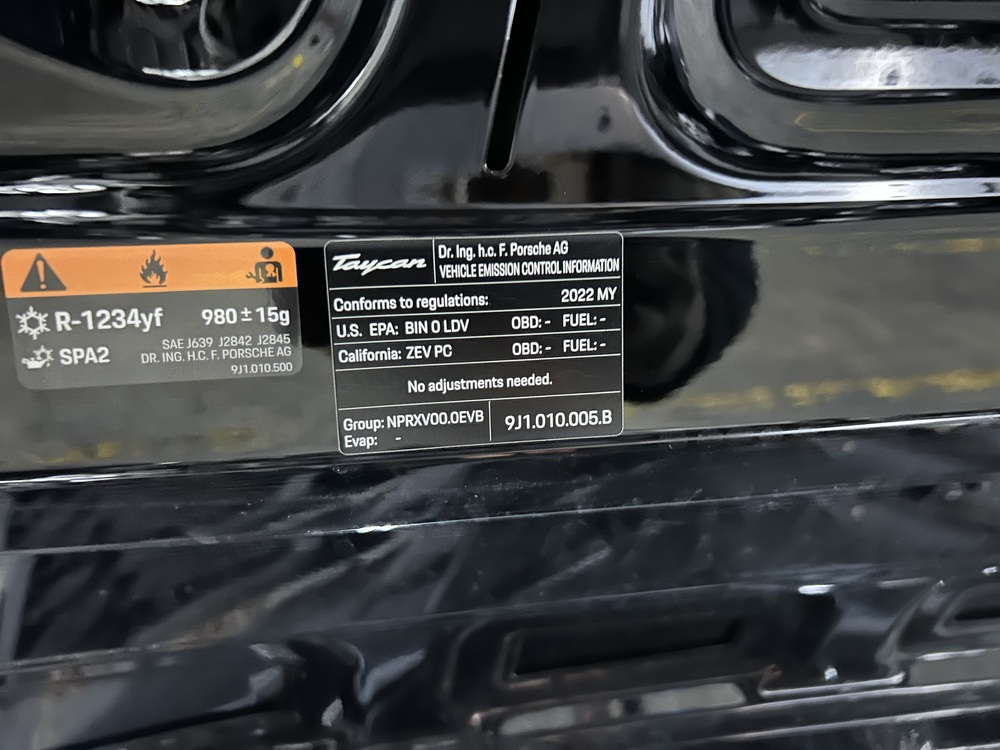 R-1234yf 980 ± 15g
SPA2
SAE J639 J2842 J2845
DR. ING. H.C. F. PORSCHE AG
9J1.010.500
Taycan
Dr. Ing. h.c. F. Porsche AG
VEHICLE EMISSION CONTROL INFORMATION
Conforms to regulations: 2022 MY
U.S. EPA: BIN 0 LDV OBD: - FUEL: -
California: ZEV PC OBD: - FUEL: -
No adjustments needed.
Group: NPRXV00.0EVB
Evap: -
9J1.010.005.B